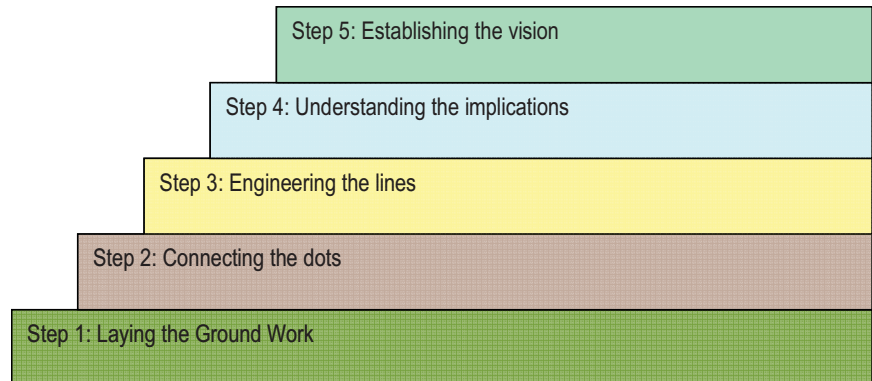 Step 5: Establishing the vision
Step 4: Understanding the implications
Step 3: Engineering the lines
Step 2: Connecting the dots
Step 1: Laying the Ground Work